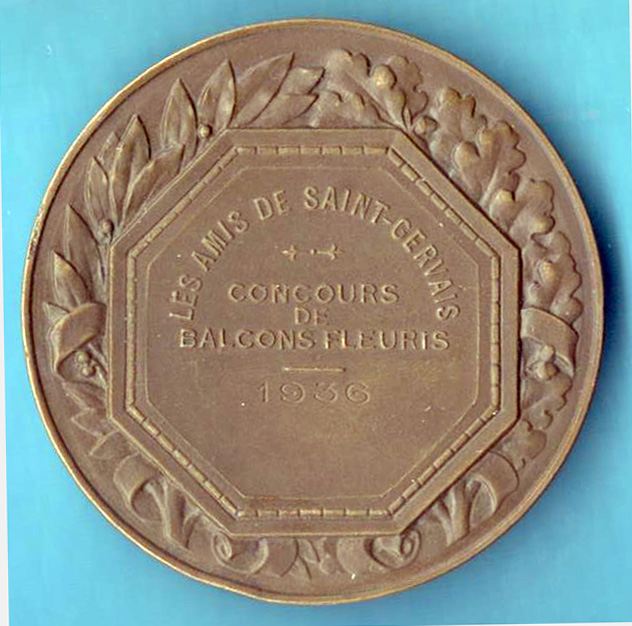 LES AMIS DE SAINT-GERVAIS
CONCOURS
DE
BALCONS FLEURIS
1936